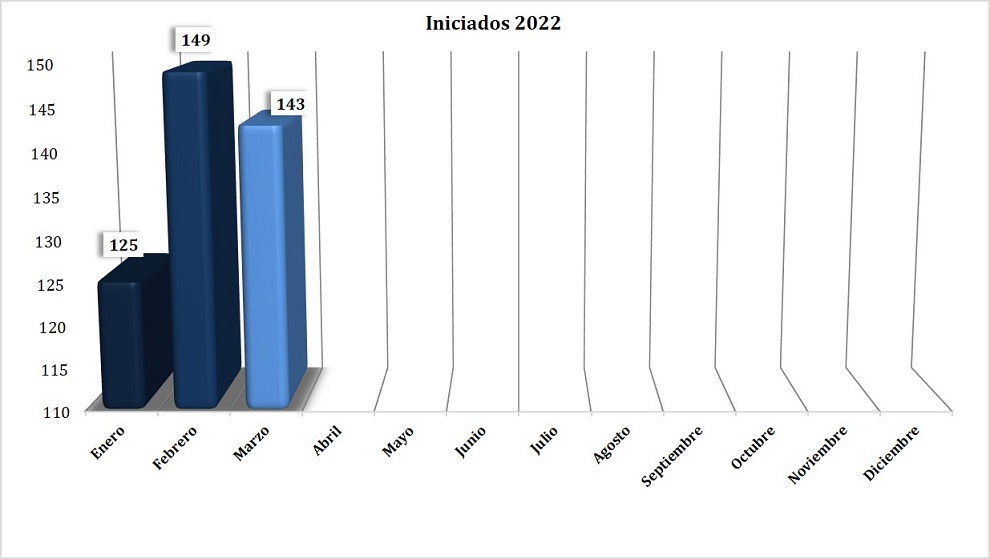 Iniciados 2022
149
143
125
150
145
140
135
130
125
120
115
110
Enero
Febrero
Marzo
Abril
Mayo
Junio
Julio
Agosto
Septiembre
Octubre
Noviembre
Diciembre